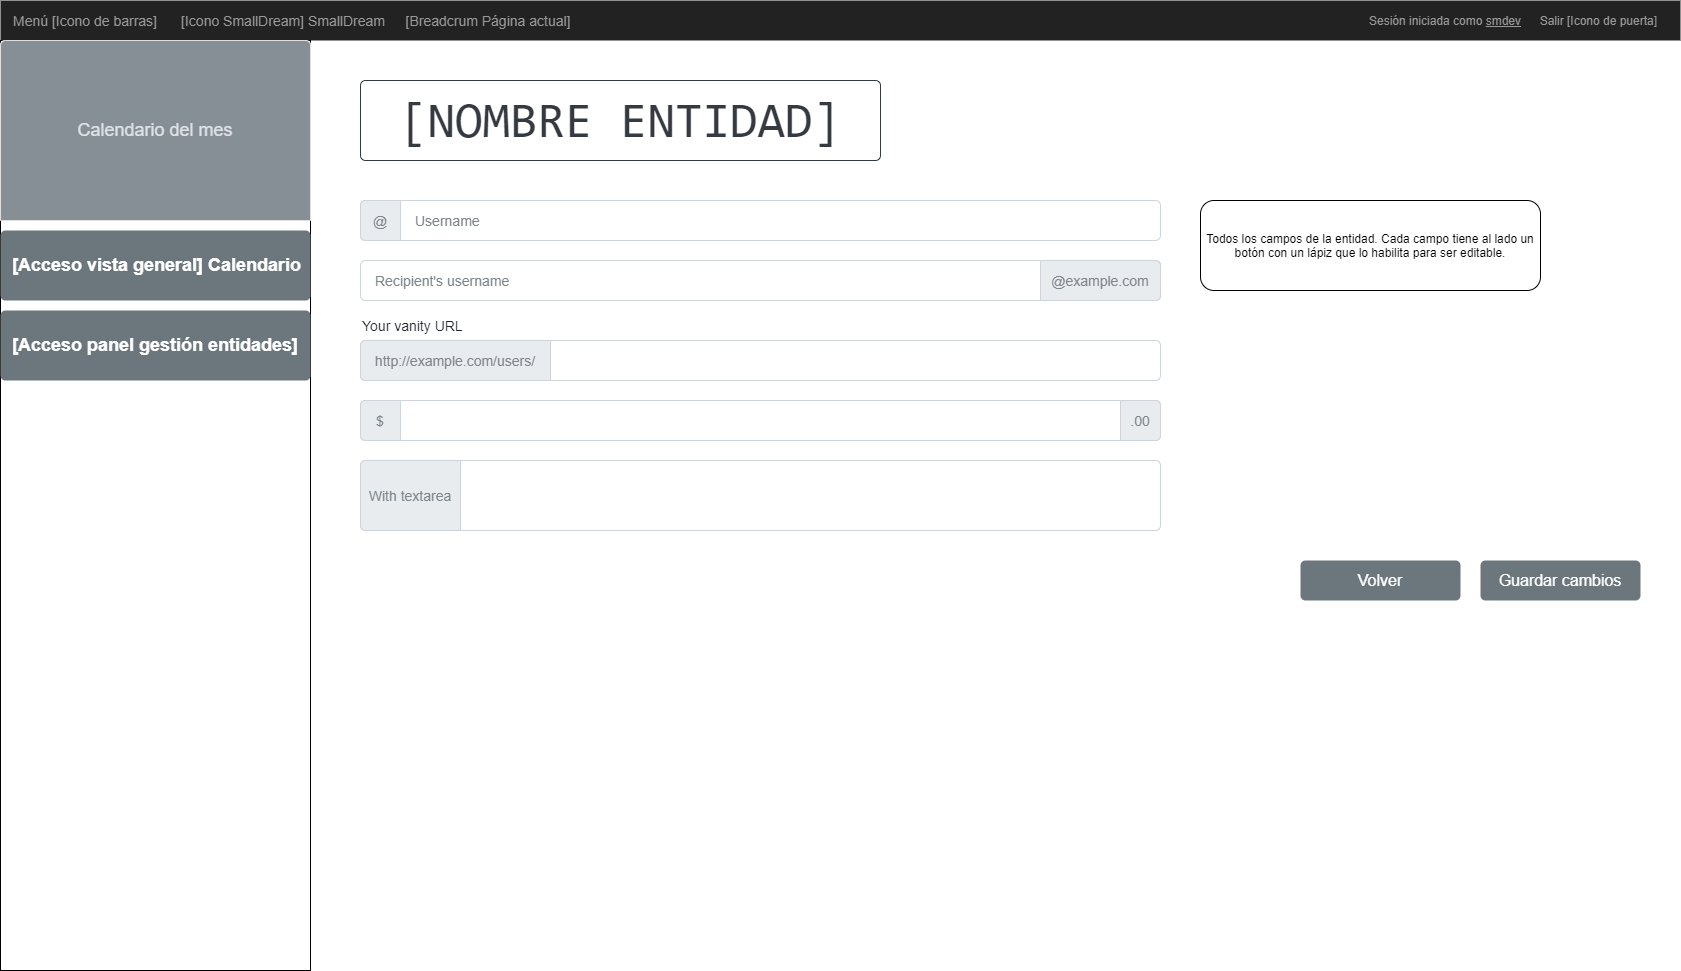 Menú [Icono de barras] [Icono SmallDream] SmallDream [Breadcrum Página actual] Sesión iniciada como smdev Salir [Icono de puerta]
Calendario del mes
[Acceso vista general] Calendario
[Acceso panel gestión entidades]
[NOMBRE ENTIDAD]
@ Username
Recipient's username @example.com
Your vanity URL
http://example.com/users/
$ .00
With textarea
Todos los campos de la entidad. Cada campo tiene al lado un
botón con un lápiz que lo habilita para ser editable.
Volver Guardar cambios